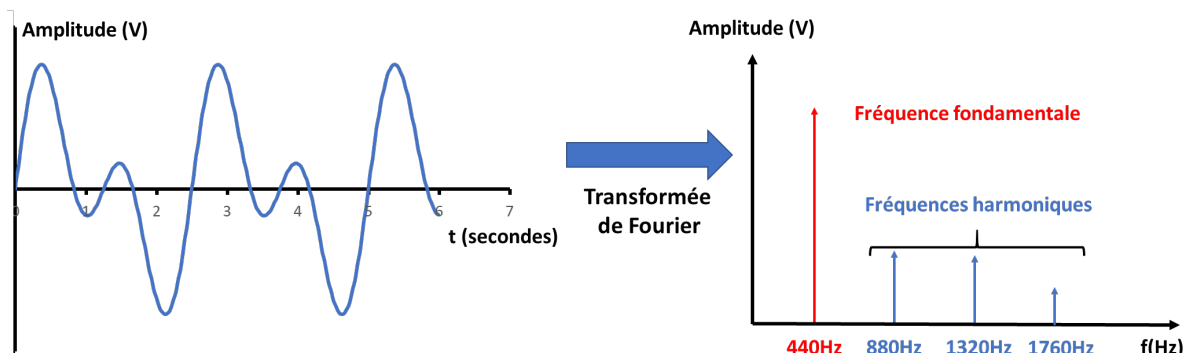 Amplitude (V)
0 1 2 3 4 5 6 7
t (secondes)
Transformée
de Fourier
Amplitude (V)
Fréquence fondamentale
Fréquences harmoniques
440Hz 880Hz 1320Hz 1760Hz f(Hz)